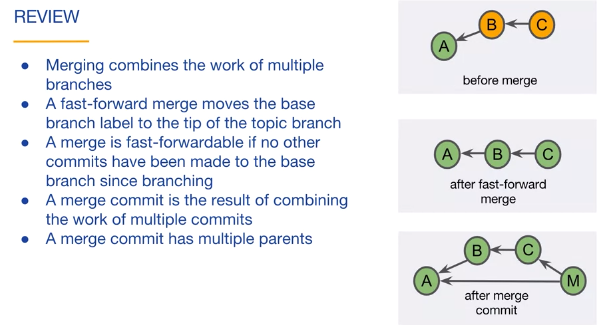 REVIEW
● Merging combines the work of multiple
branches
● A fast-forward merge moves the base
branch label to the tip of the topic branch
● A merge is fast-forwardable if no other
commits have been made to the base
branch since branching
● A merge commit is the result of combining
the work of multiple commits
● A merge commit has multiple parents
A B C
before merge
A B C
after fast-forward
merge
B C
A M
after merge
commit